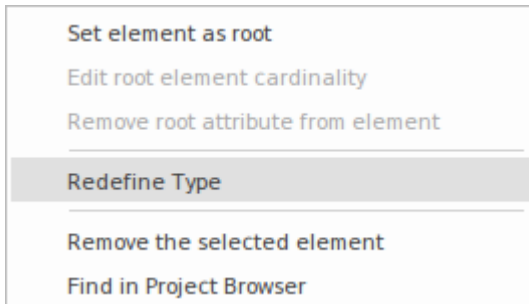 Set element as root
Edit root element cardinality
Remove root attribute from element
Redefine Type
Remove the selected element
Find in Project Browser